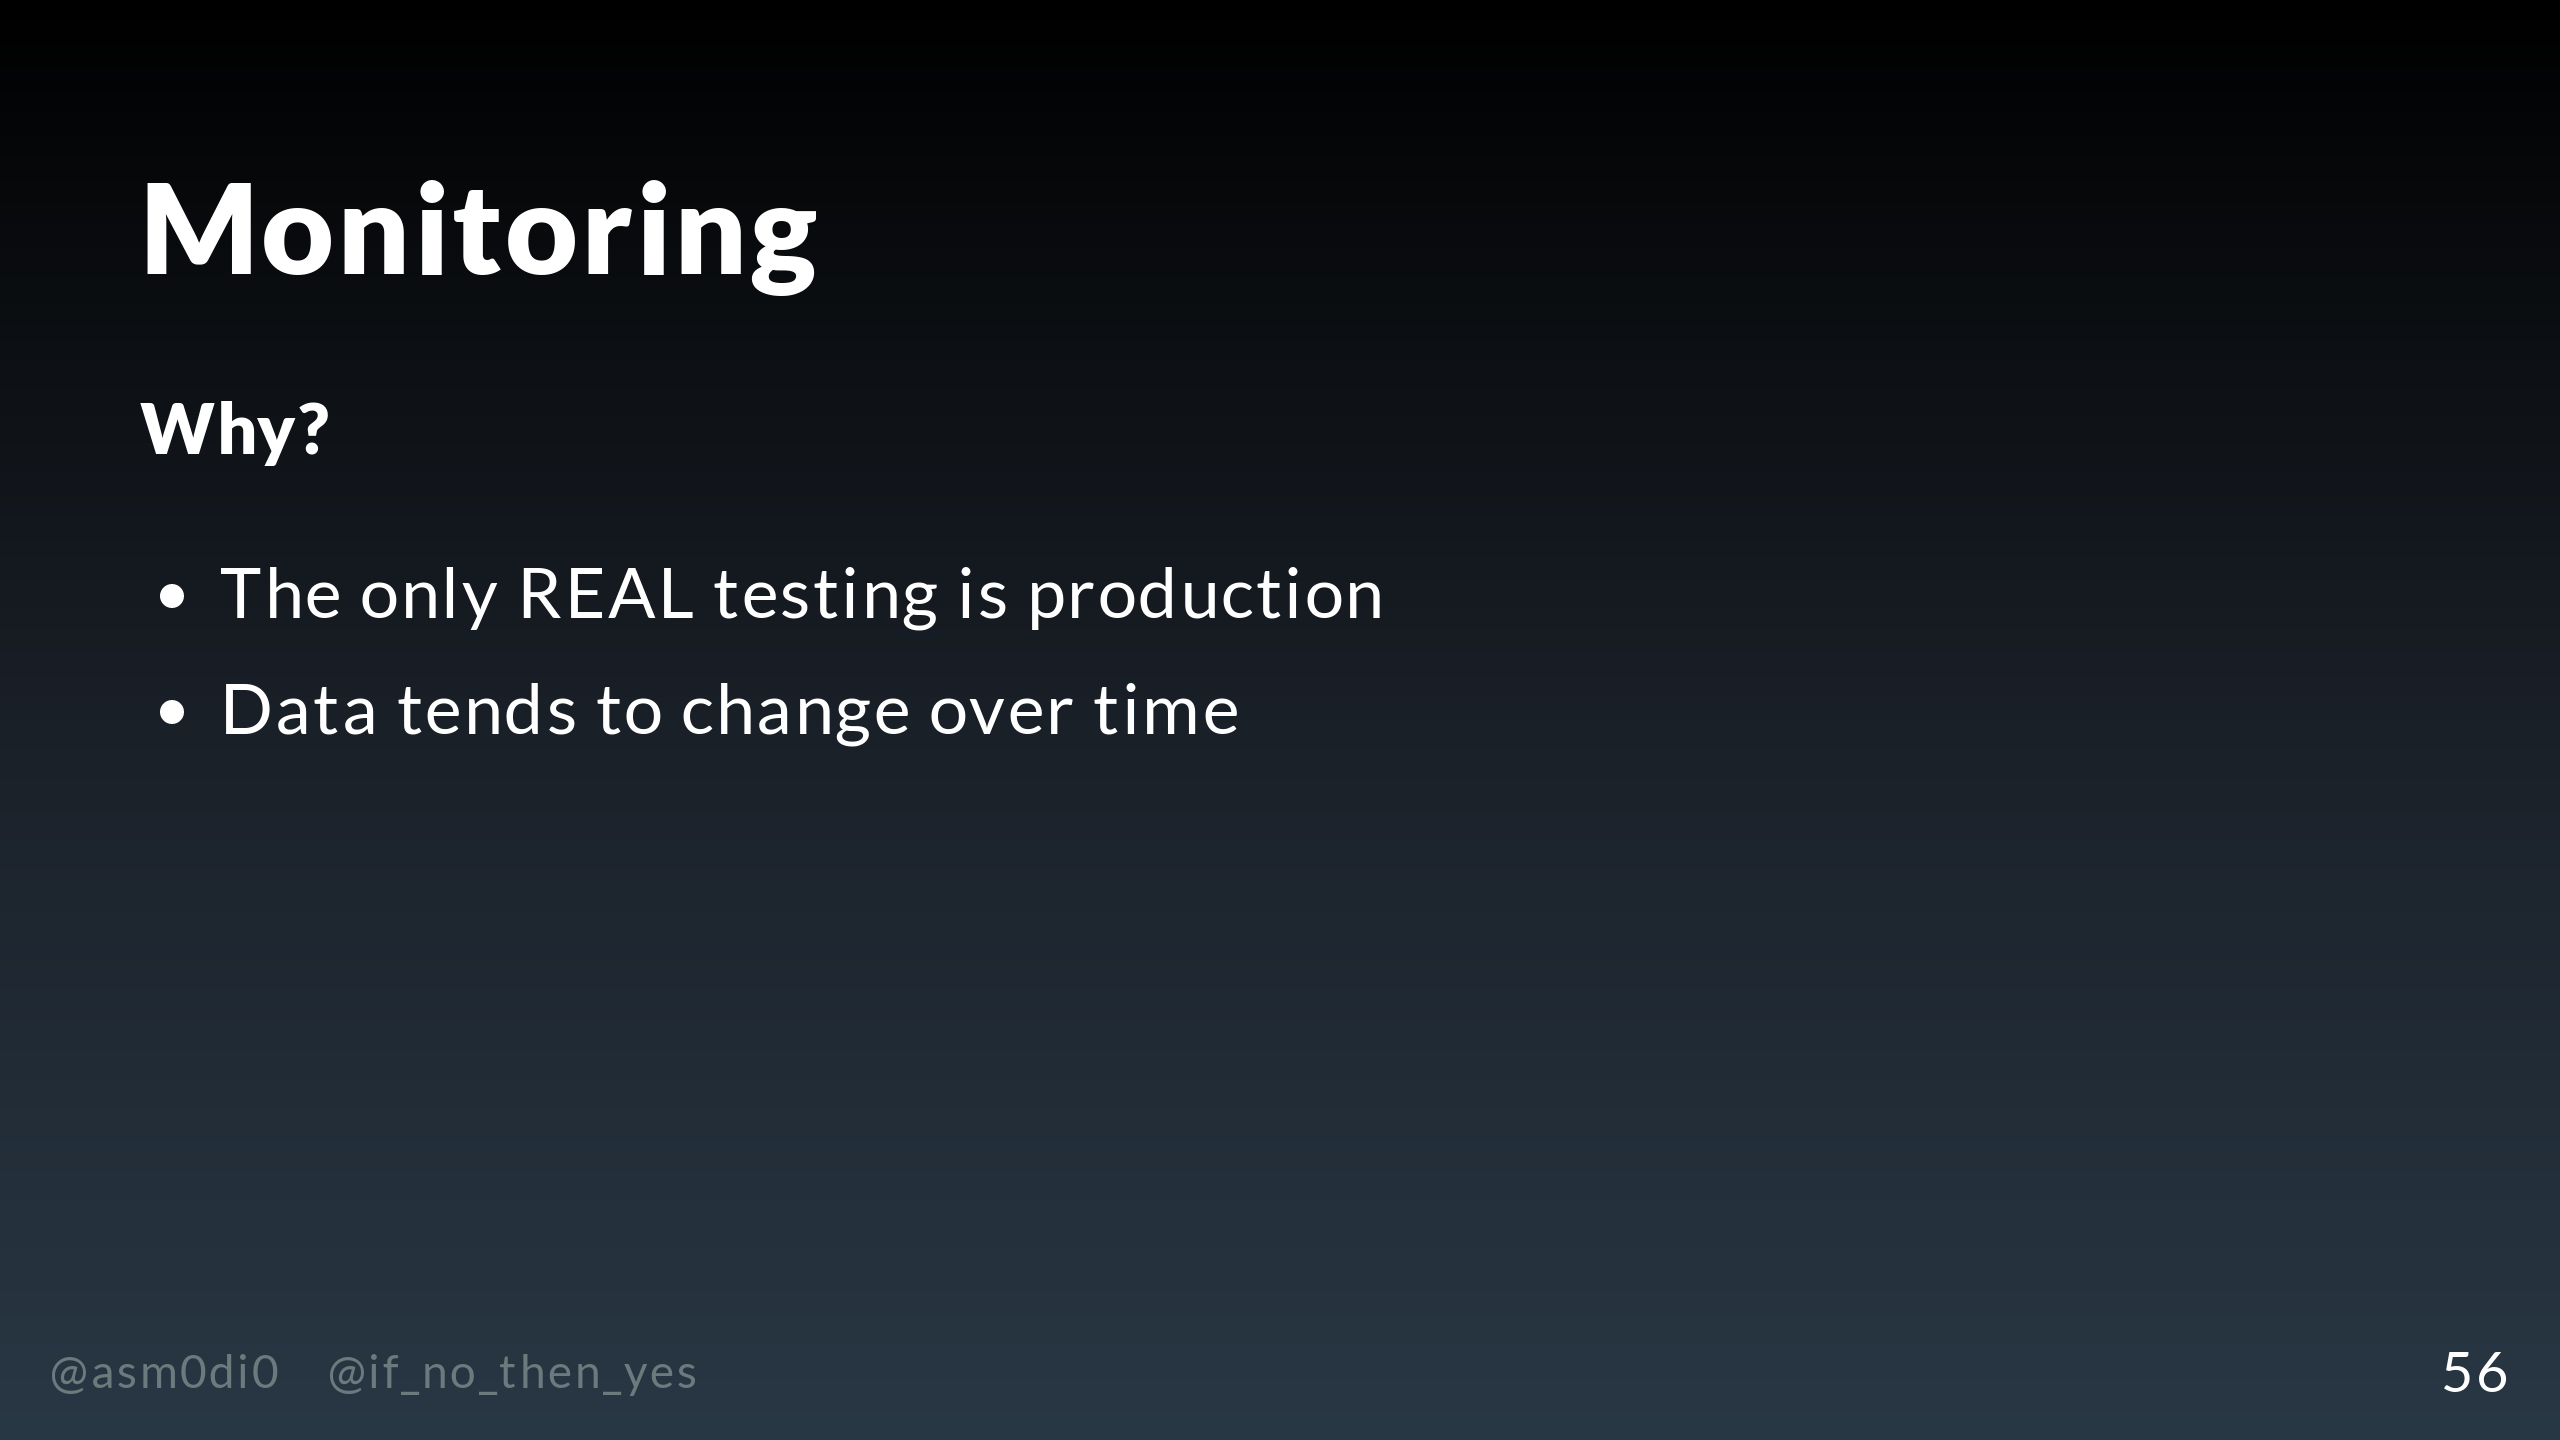 Monitoring
Why?
• The only REAL testing is production
• Data tends to change over time
@asm0di0 @if_no_then_yes
56